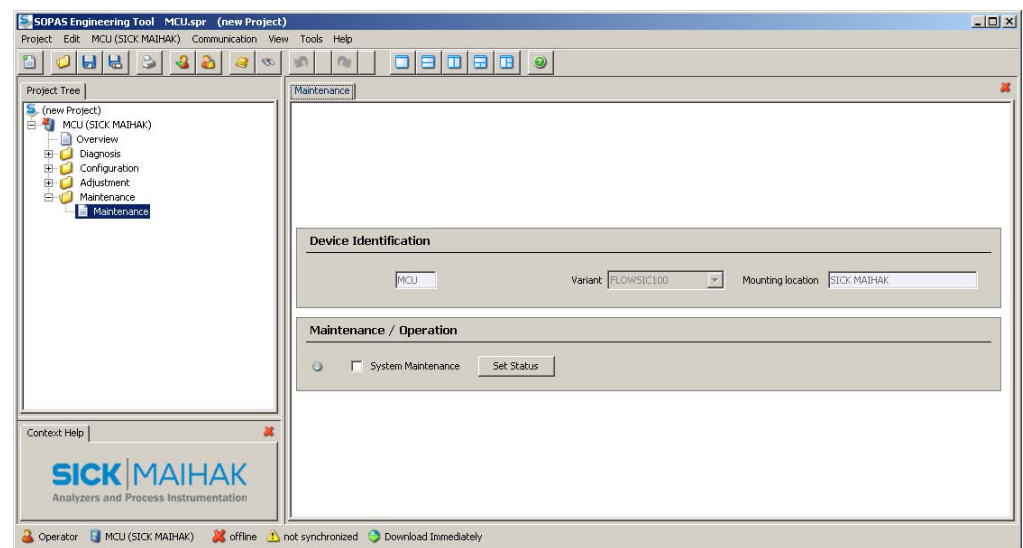 SOPAS Engineering Tool MCU.spr (new Project)
Project Edit MCU (SICK MAIHAK) Communication View Tools Help
Project Tree
(new Project)
MCU (SICK MAIHAK)
Overview
Diagnosis
Configuration
Adjustment
Maintenance
Maintenance
Context Help
SICK MAIHAK
Analyzers and Process Instrumentation
Maintenance
Device Identification
MCU Variant FLOWSIC100 Mounting location SICK MAIHAK
Maintenance / Operation
System Maintenance Set Status
Operator MCU (SICK MAIHAK) offline not synchronized Download Immediately